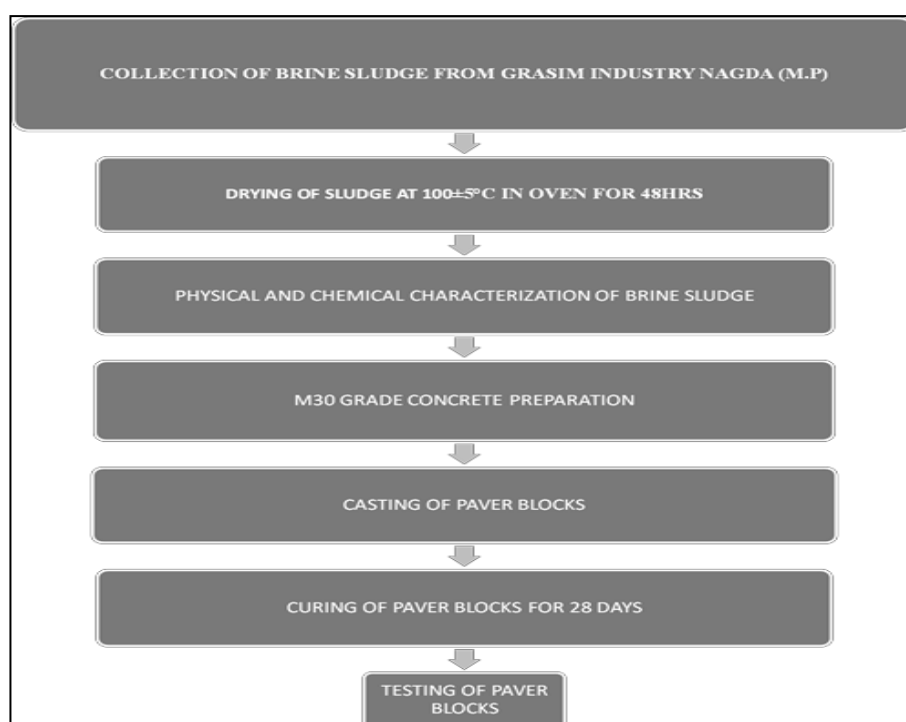 COLLECTION OF BRINE SLUDGE FROM GRASIM INDUSTRY NAGDA (M.P)
DRYING OF SLUDGE AT 100±5°C IN OVEN FOR 48HRS
PHYSICAL AND CHEMICAL CHARACTERIZATION OF BRINE SLUDGE
M30 GRADE CONCRETE PREPARATION
CASTING OF PAVER BLOCKS
CURING OF PAVER BLOCKS FOR 28 DAYS
TESTING OF PAVER
BLOCKS